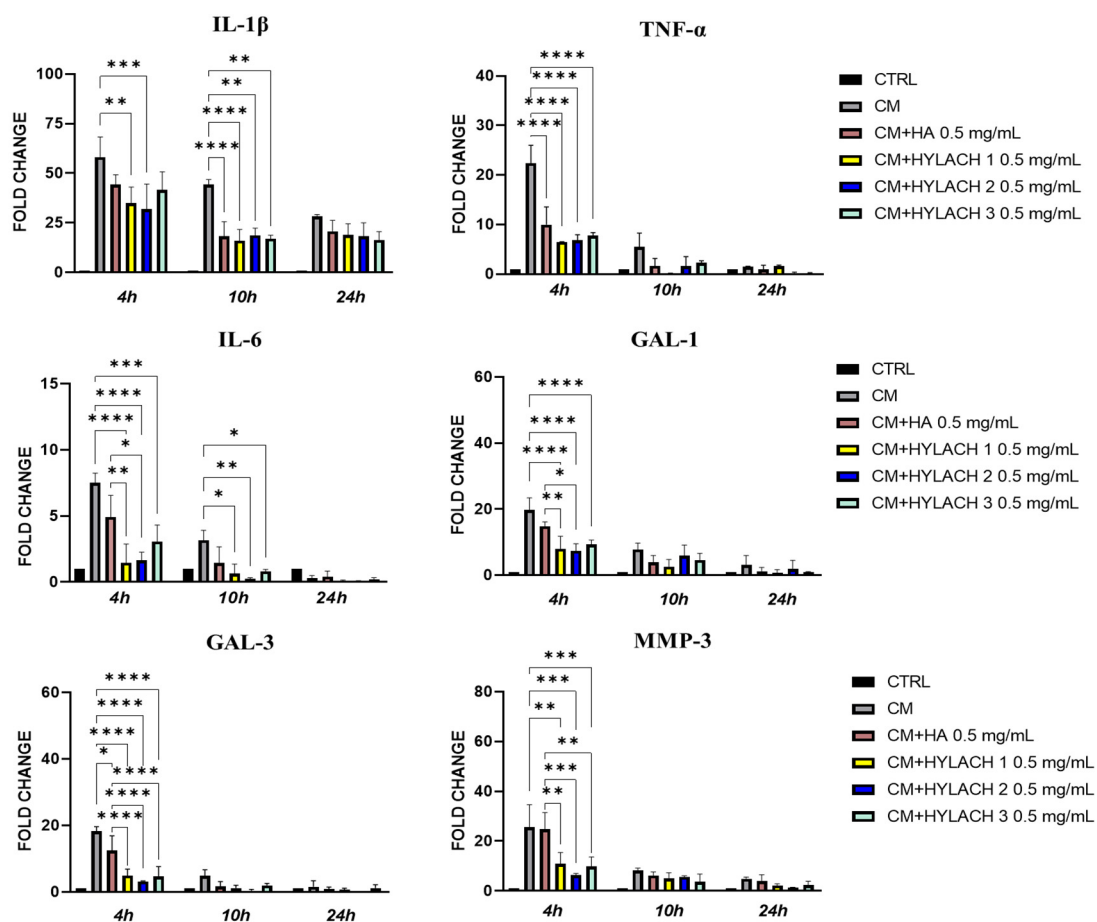 IL-1β
FOLD CHANGE
100
75
50
25
0
***
**
**
**
****
****
4h
10h
24h
TNF-α
FOLD CHANGE
40
30
20
10
0
****
****
****
****
4h
10h
24h
CTRL
CM
CM+HA 0.5 mg/mL
CM+HYLACH 1 0.5 mg/mL
CM+HYLACH 2 0.5 mg/mL
CM+HYLACH 3 0.5 mg/mL
IL-6
FOLD CHANGE
15
10
5
0
***
****
****
*
**
*
**
*
4h
10h
24h
GAL-1
FOLD CHANGE
60
40
20
0
****
****
****
*
**
4h
10h
24h
CTRL
CM
CM+HA 0.5 mg/mL
CM+HYLACH 1 0.5 mg/mL
CM+HYLACH 2 0.5 mg/mL
CM+HYLACH 3 0.5 mg/mL
GAL-3
FOLD CHANGE
60
40
20
0
****
****
****
*
****
****
****
4h
10h
24h
MMP-3
FOLD CHANGE
80
60
40
20
0
***
***
**
**
***
**
4h
10h
24h
CTRL
CM
CM+HA 0.5 mg/mL
CM+HYLACH 1 0.5 mg/mL
CM+HYLACH 2 0.5 mg/mL
CM+HYLACH 3 0.5 mg/mL